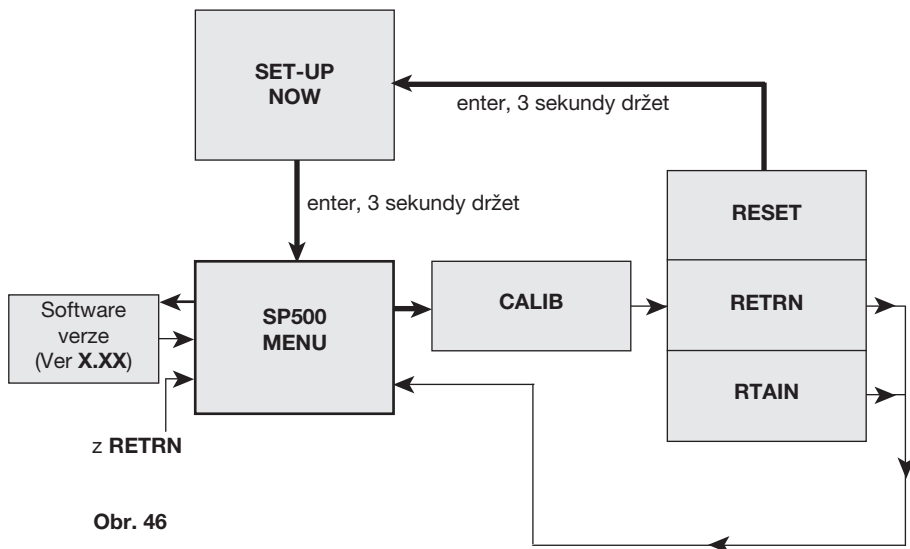 SET-UP
NOW
enter, 3 sekundy držet
enter, 3 sekundy držet
RESET
Software
verze
(Ver X.XX)
SP500
MENU
CALIB
RETRN
RTAIN
z RETRN
Obr. 46